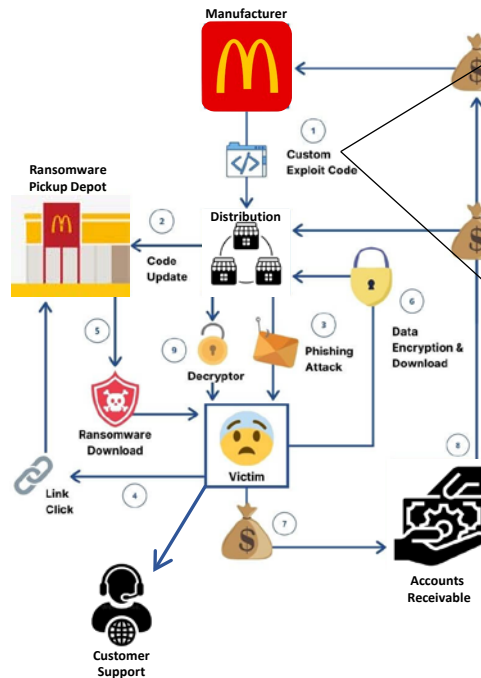 Manufacturer
$
1
Custom
Exploit Code
Ransomware
Pickup Depot
2
Distribution
$
Code
Update
5
9
3
6
Data
Encryption &
Download
Decryptor
Phishing
Attack
Ransomware
Download
Victim
8
Link
Click
4
$
7
Accounts
Receivable
Customer
Support